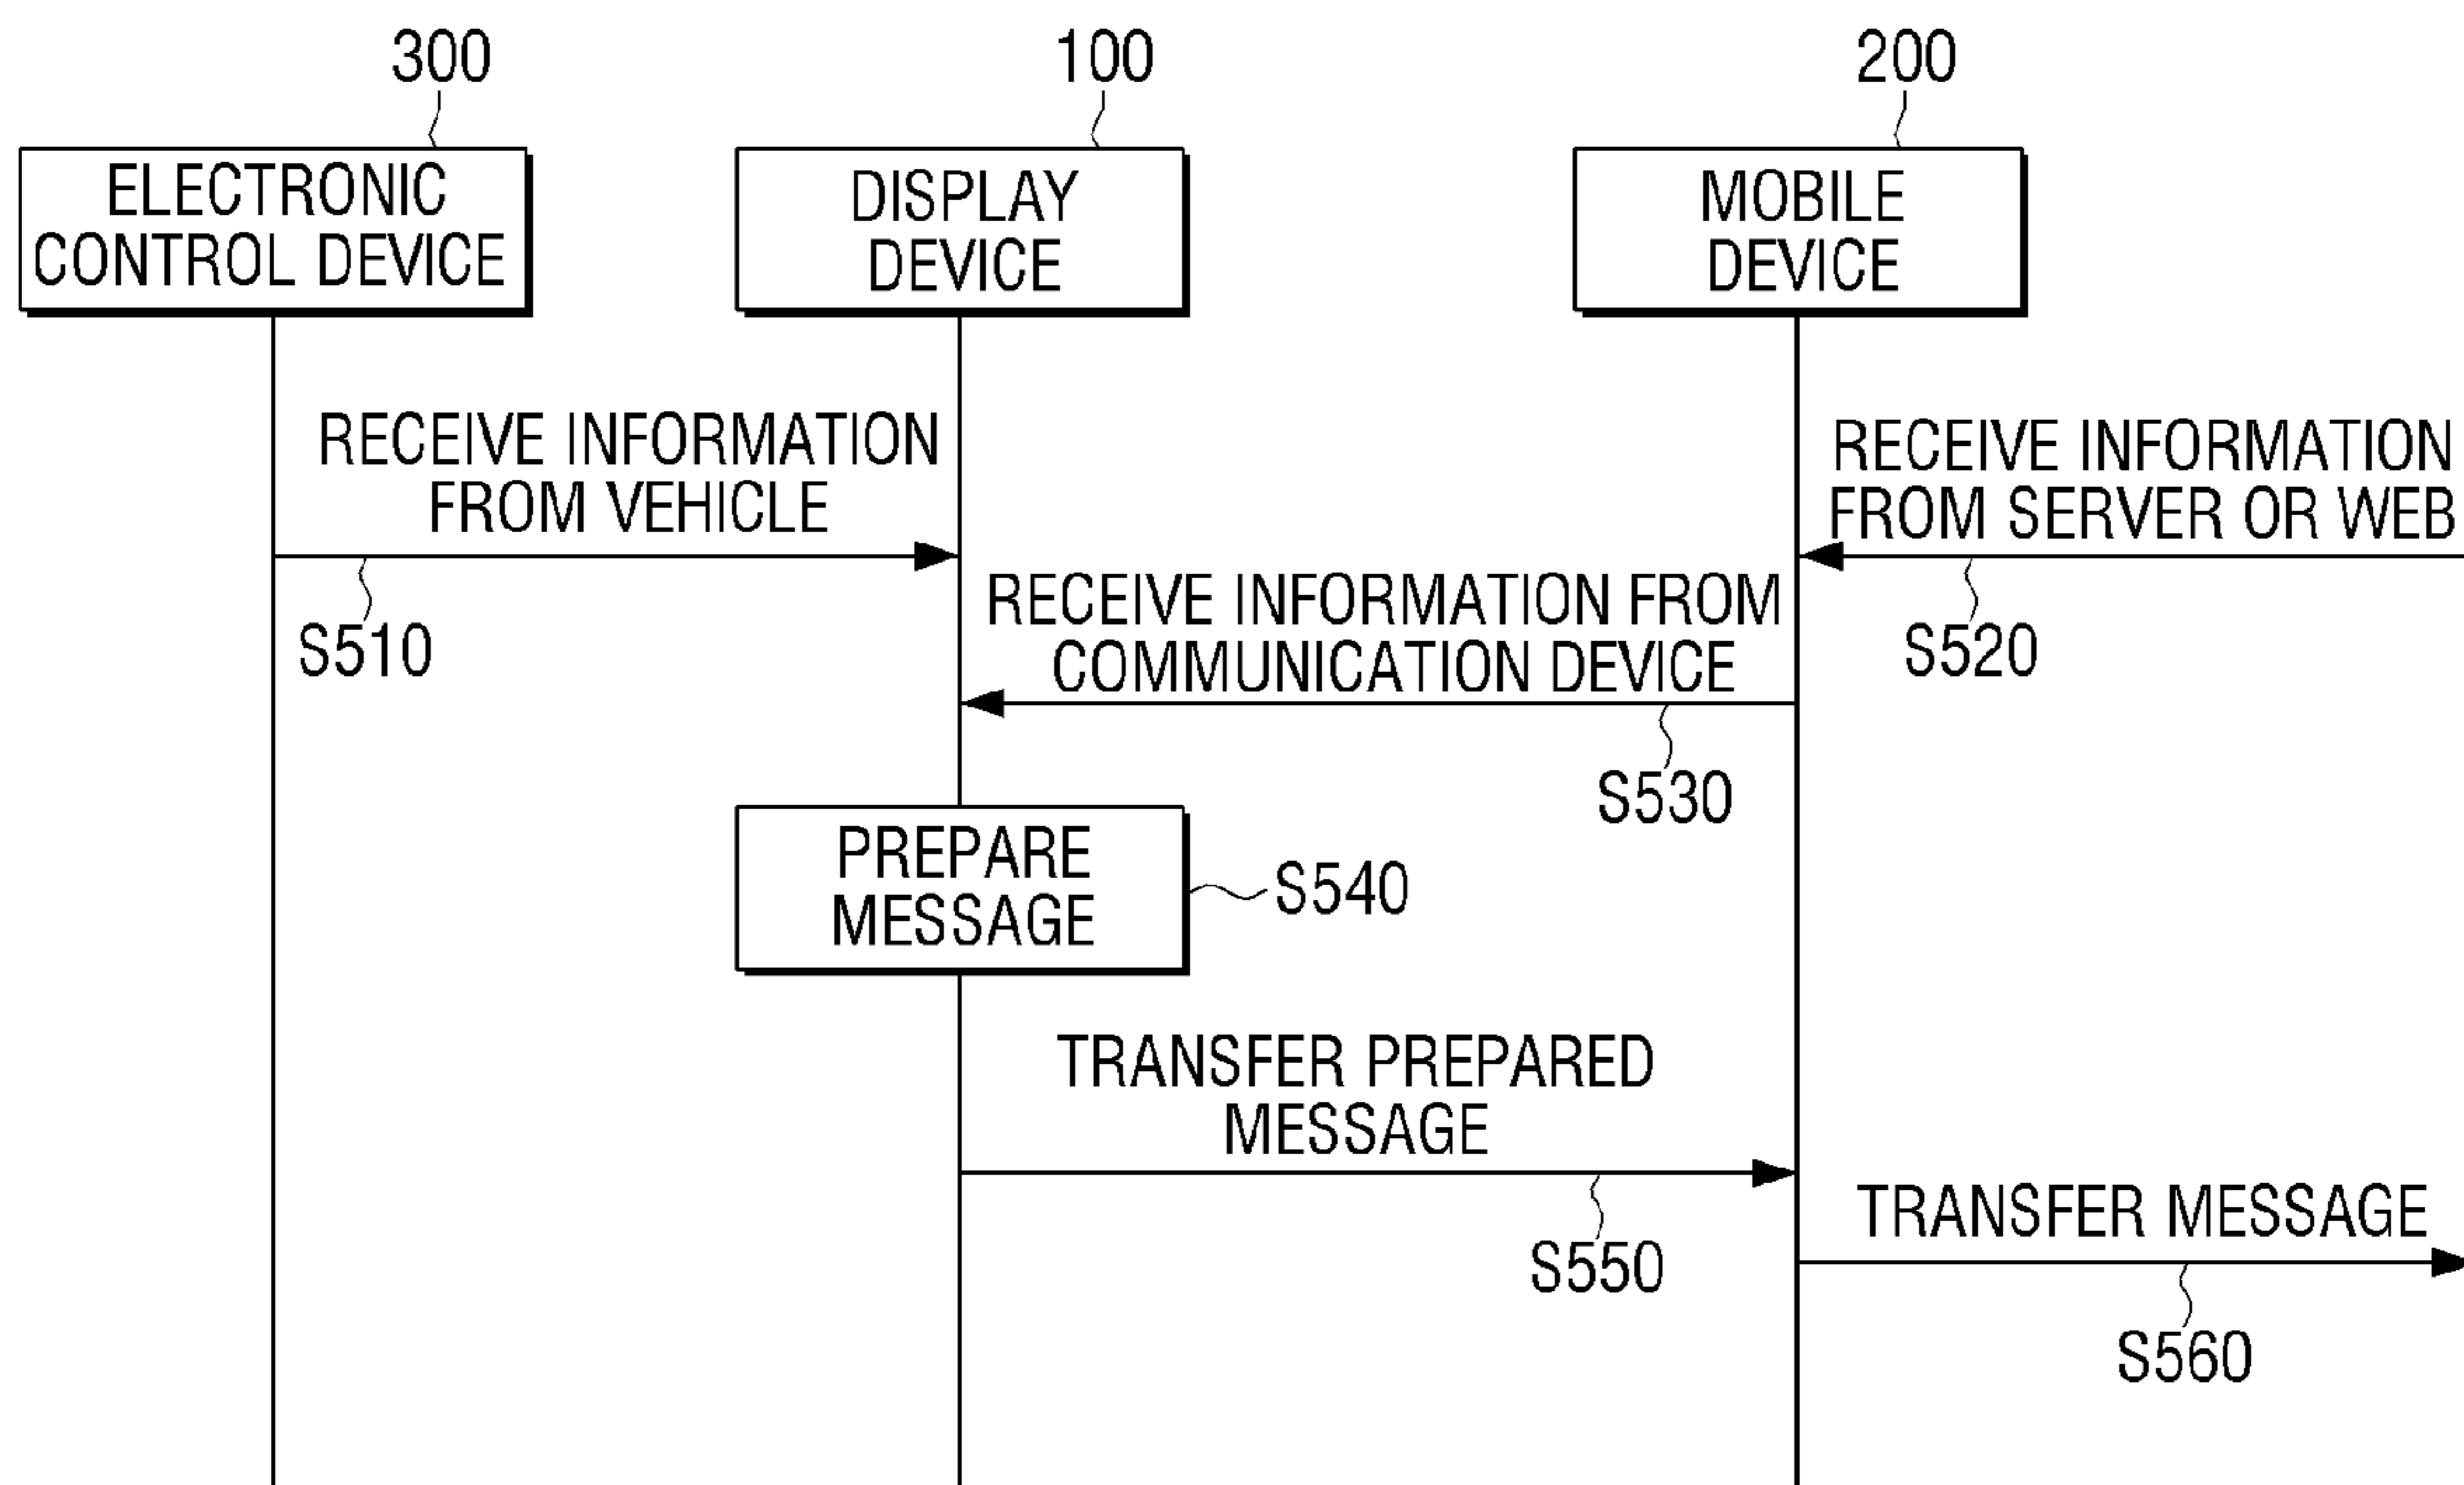 300
100
200
ELECTRONIC
CONTROL DEVICE
DISPLAY
DEVICE
MOBILE
DEVICE
RECEIVE INFORMATION
FROM VEHICLE
S510
RECEIVE INFORMATION
FROM SERVER OR WEB
S520
RECEIVE INFORMATION FROM
COMMUNICATION DEVICE
S530
PREPARE
MESSAGE
S540
TRANSFER PREPARED
MESSAGE
S550
TRANSFER MESSAGE
S560